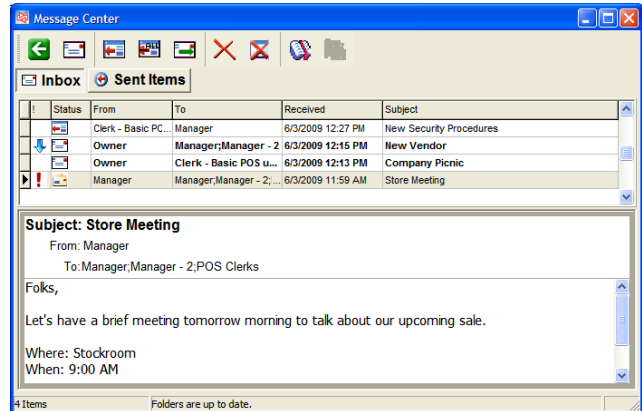 Message Center
ALL
Inbox Sent Items
! Status From To Received Subject
Clerk - Basic PC... Manager 6/3/2009 12:27 PM New Security Procedures
Owner Manager;Manager - 2 6/3/2009 12:15 PM New Vendor
Owner Clerk - Basic POS u... 6/3/2009 12:13 PM Company Picnic
! Manager Manager;Manager - 2;... 6/3/2009 11:59 AM Store Meeting
Subject: Store Meeting
From: Manager
To:Manager;Manager - 2;POS Clerks
Folks,
Let's have a brief meeting tomorrow morning to talk about our upcoming sale.
Where: Stockroom
When: 9:00 AM
4 Items Folders are up to date.